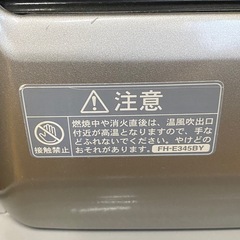 注意
燃焼中や消火直後は、温風吹出口
付近が高温となりますので、手な
どふれないでください。やけどの
おそれがあります。 FH-E345BY
接触禁止